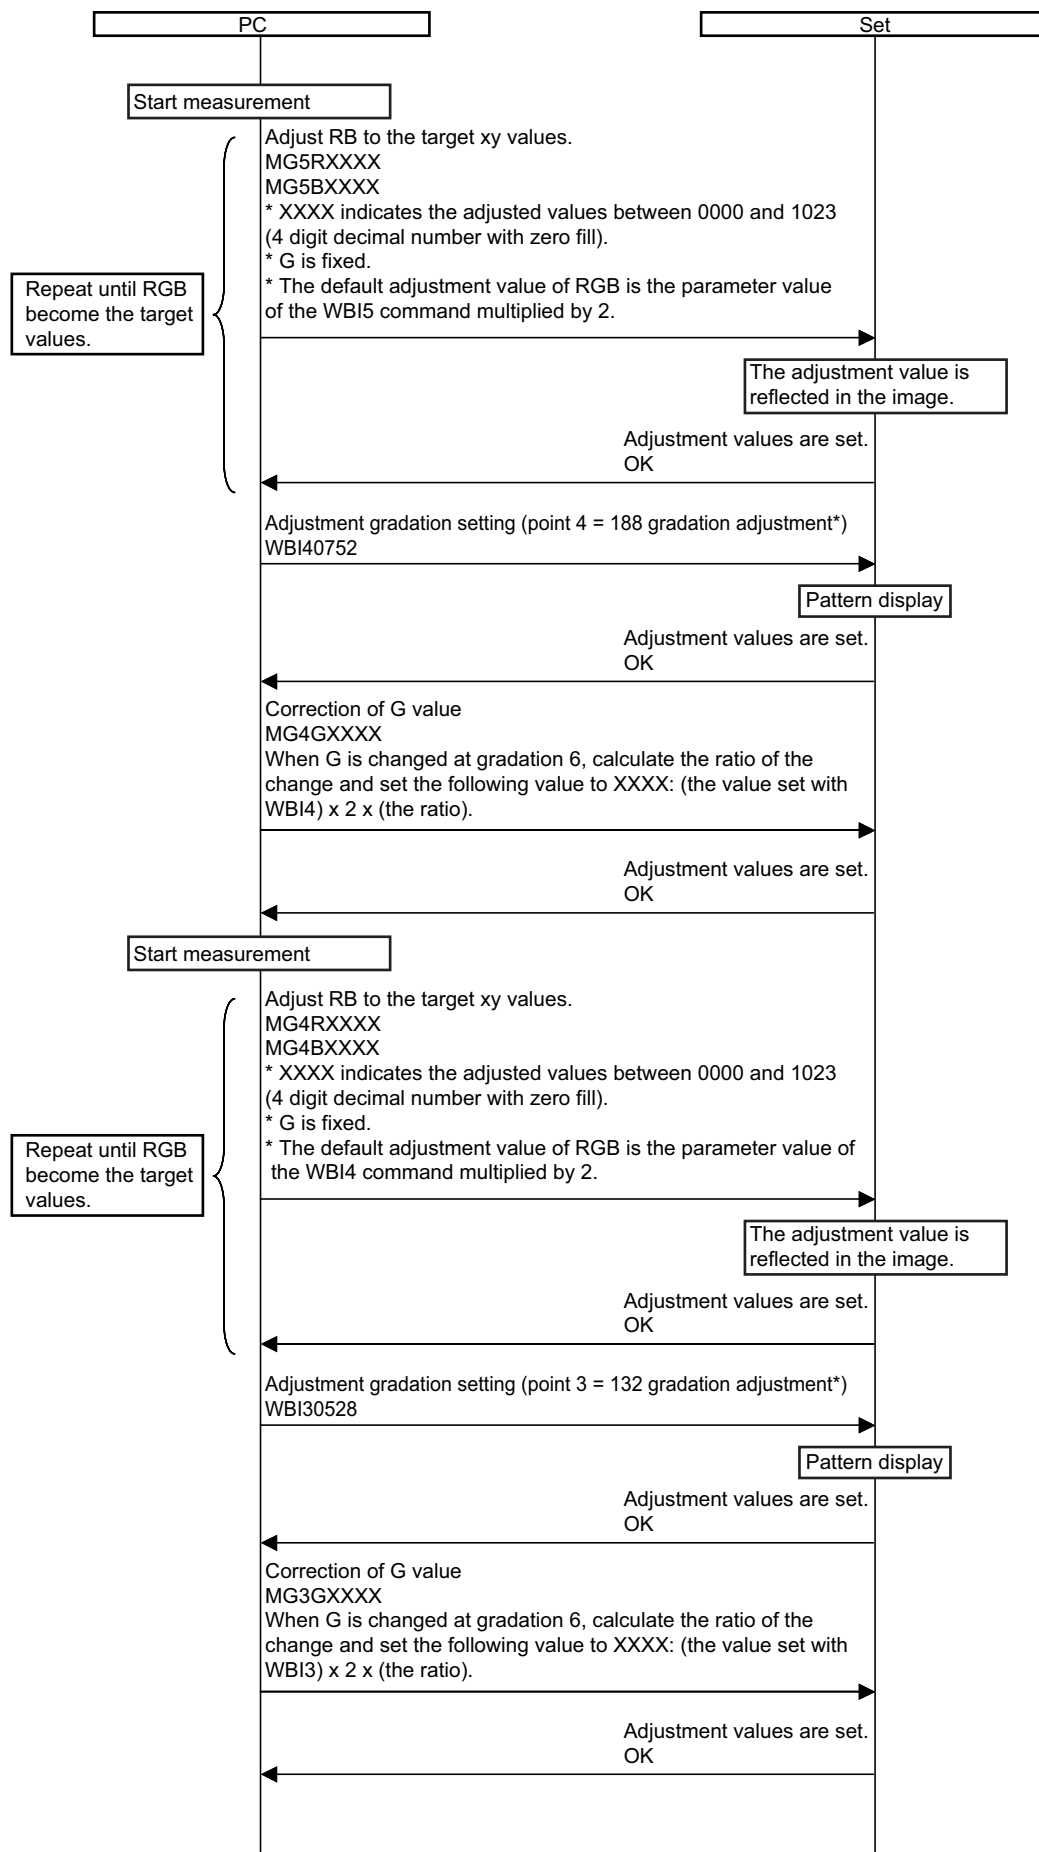 PC
Set
Start measurement
Adjust RB to the target xy values.
MG5RXXXX
MG5BXXXX
* XXXX indicates the adjusted values between 0000 and 1023
(4 digit decimal number with zero fill).
* G is fixed.
* The default adjustment value of RGB is the parameter value
of the WBI5 command multiplied by 2.
Repeat until RGB
become the target
values.
The adjustment value is
reflected in the image.
Adjustment values are set.
OK
Adjustment gradation setting (point 4 = 188 gradation adjustment*)
WBI40752
Pattern display
Adjustment values are set.
OK
Correction of G value
MG4GXXXX
When G is changed at gradation 6, calculate the ratio of the
change and set the following value to XXXX: (the value set with
WBI4) x 2 x (the ratio).
Adjustment values are set.
OK
Start measurement
Adjust RB to the target xy values.
MG4RXXXX
MG4BXXXX
* XXXX indicates the adjusted values between 0000 and 1023
(4 digit decimal number with zero fill).
* G is fixed.
* The default adjustment value of RGB is the parameter value of
the WBI4 command multiplied by 2.
Repeat until RGB
become the target
values.
The adjustment value is
reflected in the image.
Adjustment values are set.
OK
Adjustment gradation setting (point 3 = 132 gradation adjustment*)
WBI30528
Pattern display
Adjustment values are set.
OK
Correction of G value
MG3GXXXX
When G is changed at gradation 6, calculate the ratio of the
change and set the following value to XXXX: (the value set with
WBI3) x 2 x (the ratio).
Adjustment values are set.
OK